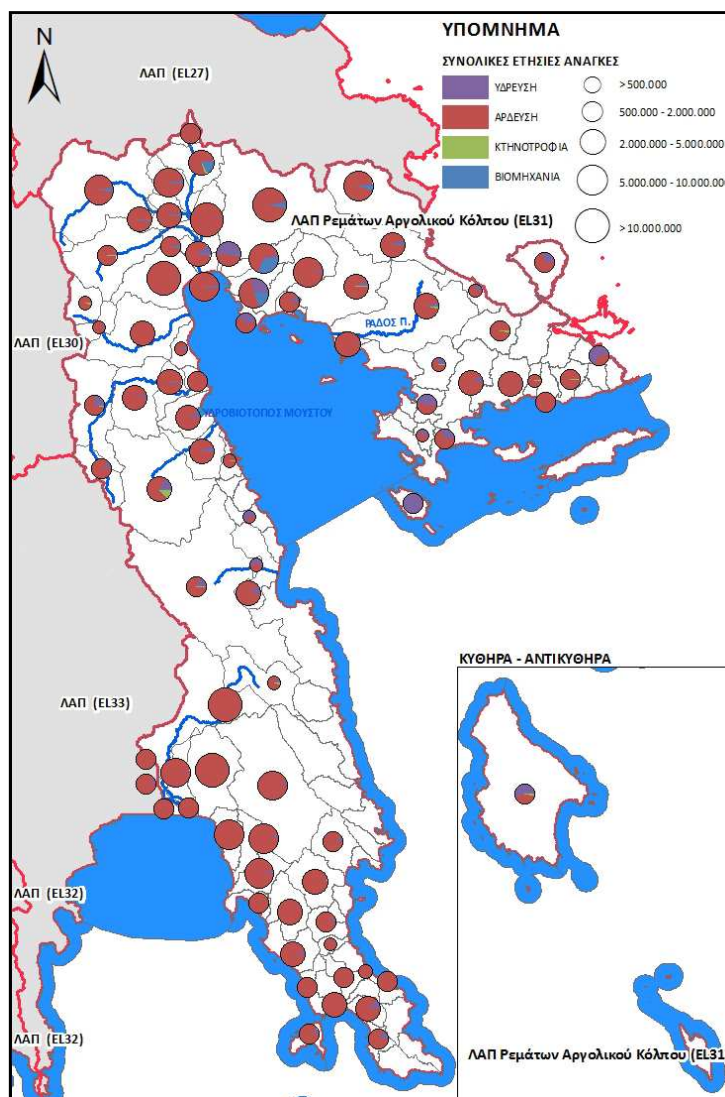 N
ΛΑΠ (EL27)
ΥΠΟΜΝΗΜΑ
ΣΥΝΟΛΙΚΕΣ ΕΤΗΣΙΕΣ ΑΝΑΓΚΕΣ
ΥΔΡΕΥΣΗ
ΑΡΔΕΥΣΗ
ΚΤΗΝΟΤΡΟΦΙΑ
ΒΙΟΜΗΧΑΝΙΑ
>500.000
500.000 - 2.000.000
2.000.000 - 5.000.000
5.000.000 - 10.000.000
>10.000.000
ΛΑΠ Ρεμάτων Αργολικού Κόλπου (EL31)
ΡΑΔΟΣ Π.
ΛΑΠ (EL30)
ΥΔΡΟΒΙΟΤΟΠΟΣ ΜΟΥΣΤΟΥ
ΚΥΘΗΡΑ - ΑΝΤΙΚΥΘΗΡΑ
ΛΑΠ (EL33)
ΛΑΠ (EL32)
ΛΑΠ (EL32)
ΛΑΠ Ρεμάτων Αργολικού Κόλπου (EL31